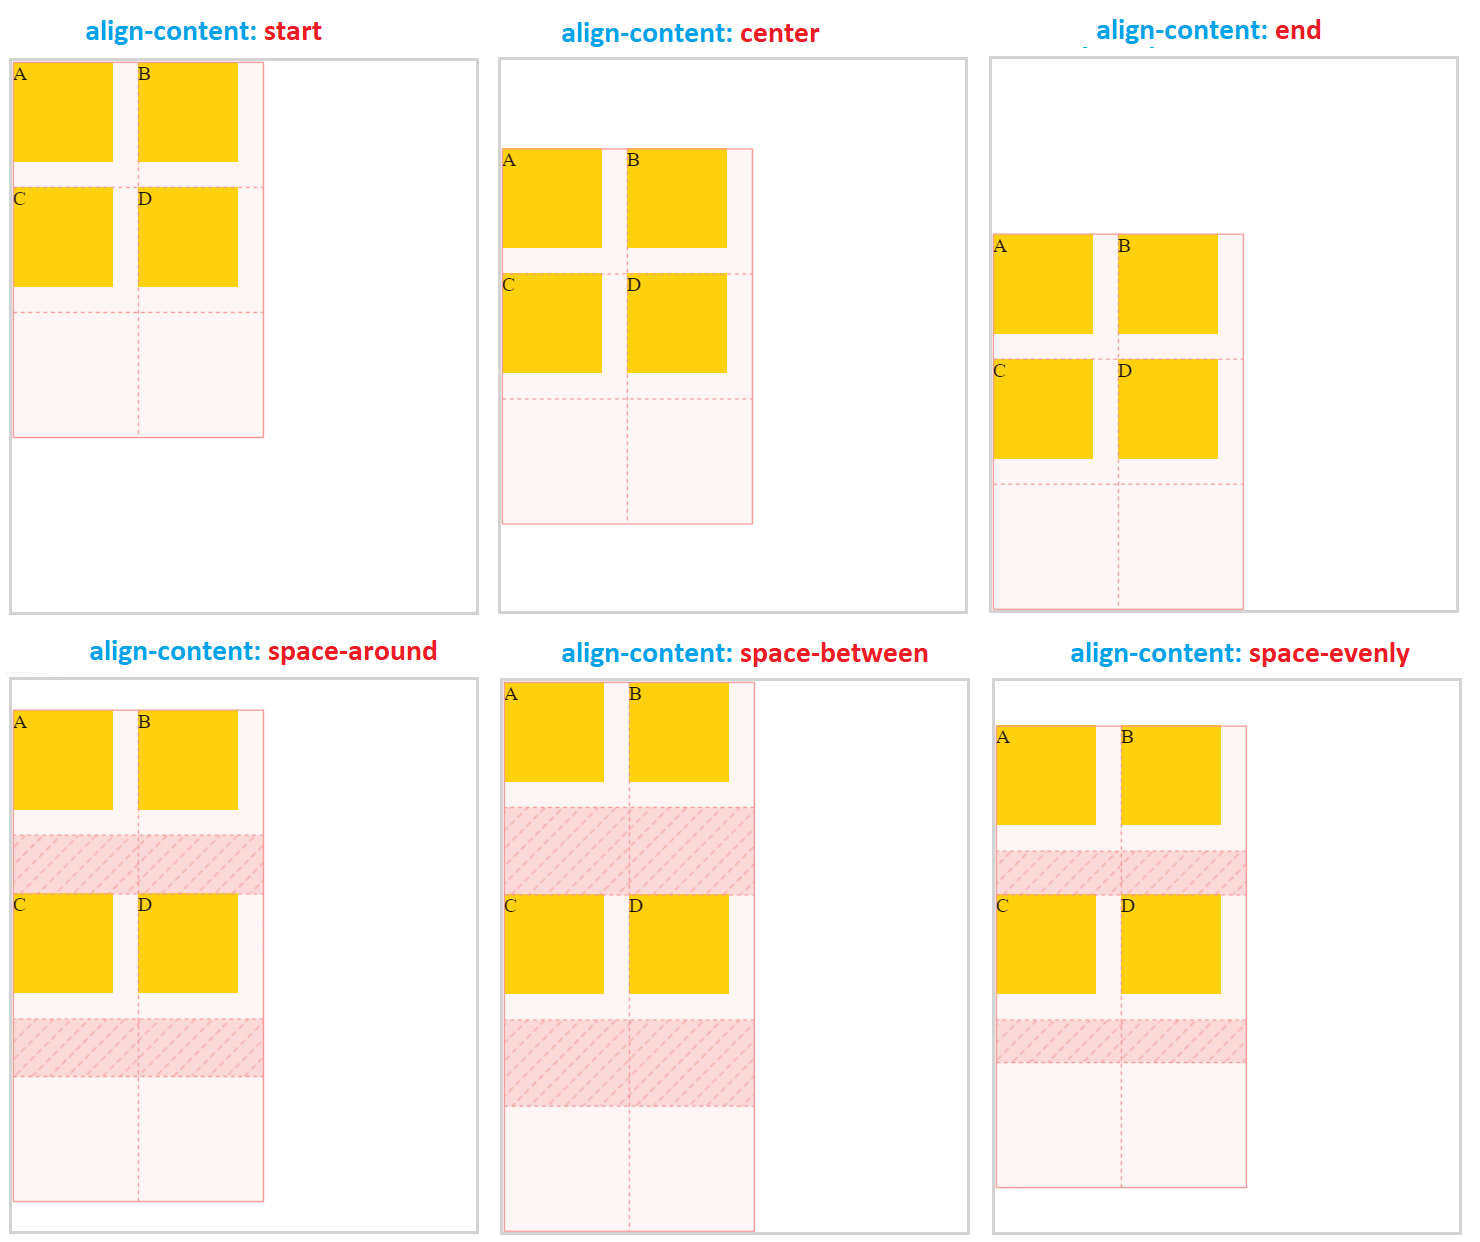 align-content: start
align-content: center
align-content: end
A B
C D
A B
C D
A B
C D
align-content: space-around
align-content: space-between
align-content: space-evenly
A B
C D
A B
C D
A B
C D